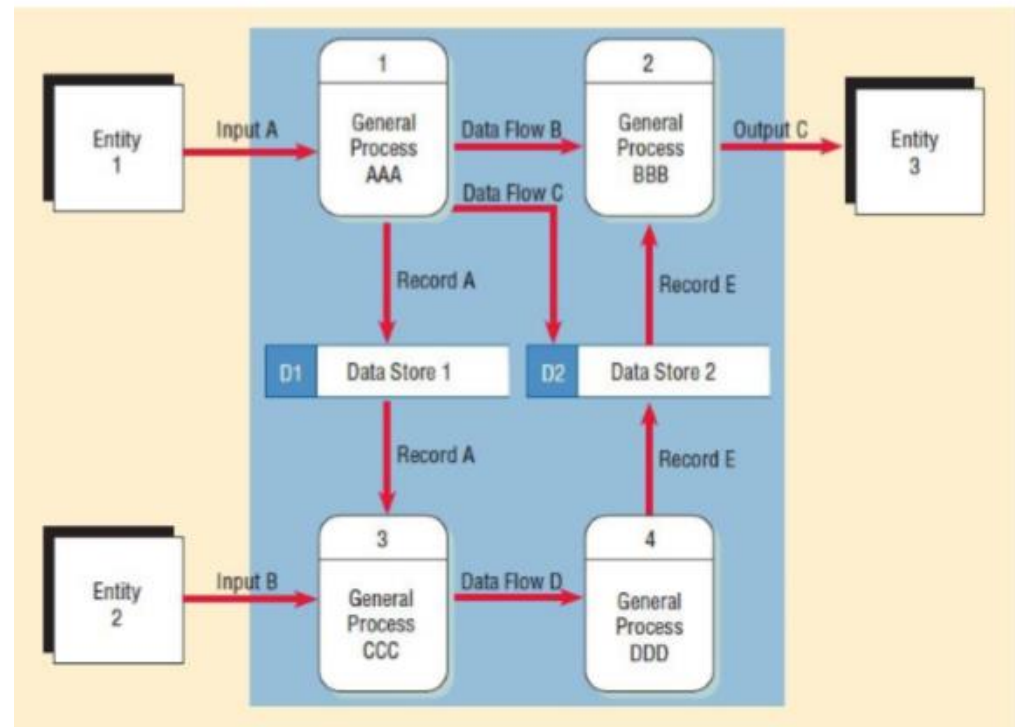 1
2
Entity
1
Input A
General
Process
AAA
Data Flow B
General
Process
BBB
Output C
Entity
3
Data Flow C
Record A
Record E
D1
Data Store 1
D2
Data Store 2
Record A
Record E
3
4
Entity
2
Input B
General
Process
CCC
Data Flow D
General
Process
DDD